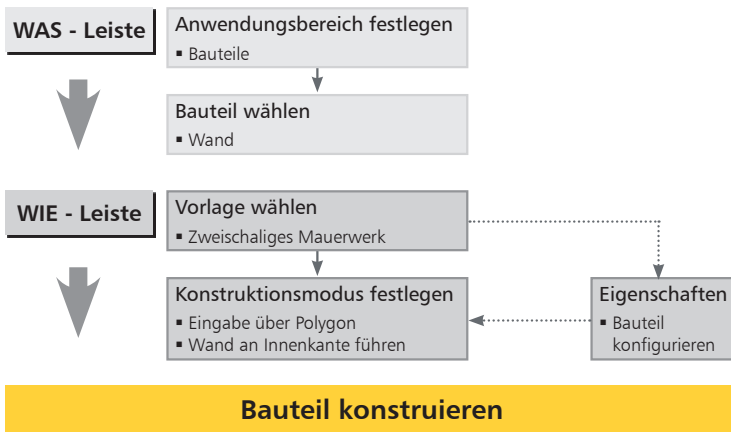 WAS - Leiste
Anwendungsbereich festlegen
▪ Bauteile
Bauteil wählen
▪ Wand
WIE - Leiste
Vorlage wählen
▪ Zweischaliges Mauerwerk
Konstruktionsmodus festlegen
▪ Eingabe über Polygon
▪ Wand an Innenkante führen
Eigenschaften
▪ Bauteil
konfigurieren
Bauteil konstruieren